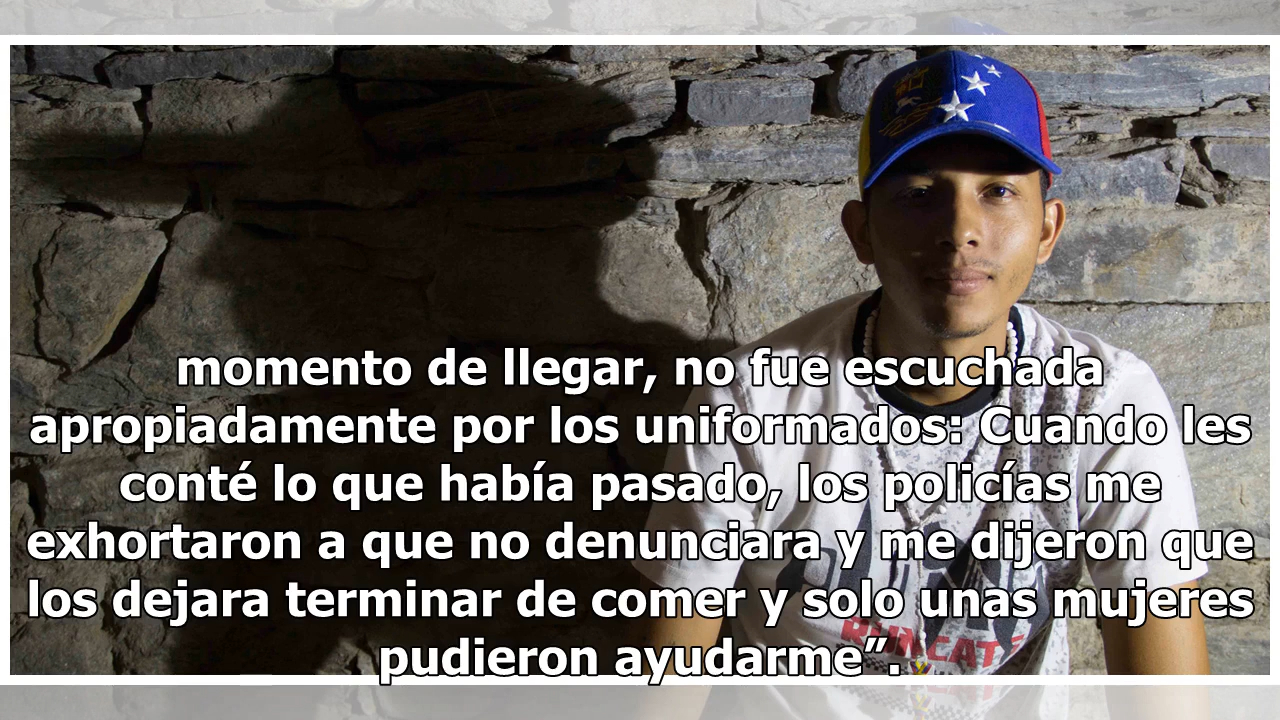 momento de llegar, no fue escuchada
apropiadamente por los uniformados: Cuando les
conté lo que había pasado, los policías me
exhortaron a que no denunciara y me dijeron que
los dejara terminar de comer y solo unas mujeres
pudieron ayudarme”.